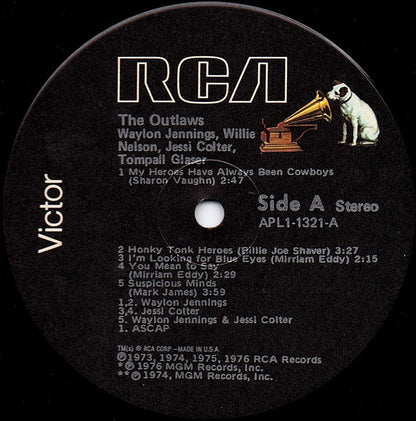 RCA
The Outlaws
Waylon Jennings, Willie
Nelson, Jessi Colter,
Tompall Glaser
1 My Heroes Have Always Been Cowboys
(Sharon Vaughn) 2:47
Victor
Side A Stereo
APL1-1321-A
2 Honky Tonk Heroes (Billie Joe Shaver) 3:27
3 I'm Looking for Blue Eyes (Mirriam Eddy) 2:15
4 You Mean to Say
(Mirriam Eddy) 2:29
5 Suspicious Minds
(Mark James) 3:59
1,2. Waylon Jennings
3,4. Jessi Colter
5. Waylon Jennings & Jessi Colter
1. ASCAP
TM(s) ® RCA CORP–MADE IN U.S.A.
℗1973, 1974, 1975, 1976 RCA Records
* ℗1976 MGM Records, Inc.
** ℗1974, MGM Records, Inc.